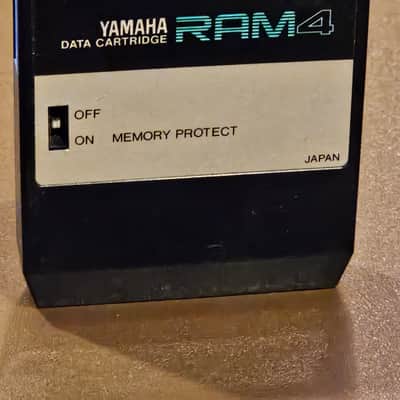 YAMAHA
DATA CARTRIDGE RAM4
OFF
ON MEMORY PROTECT
JAPAN